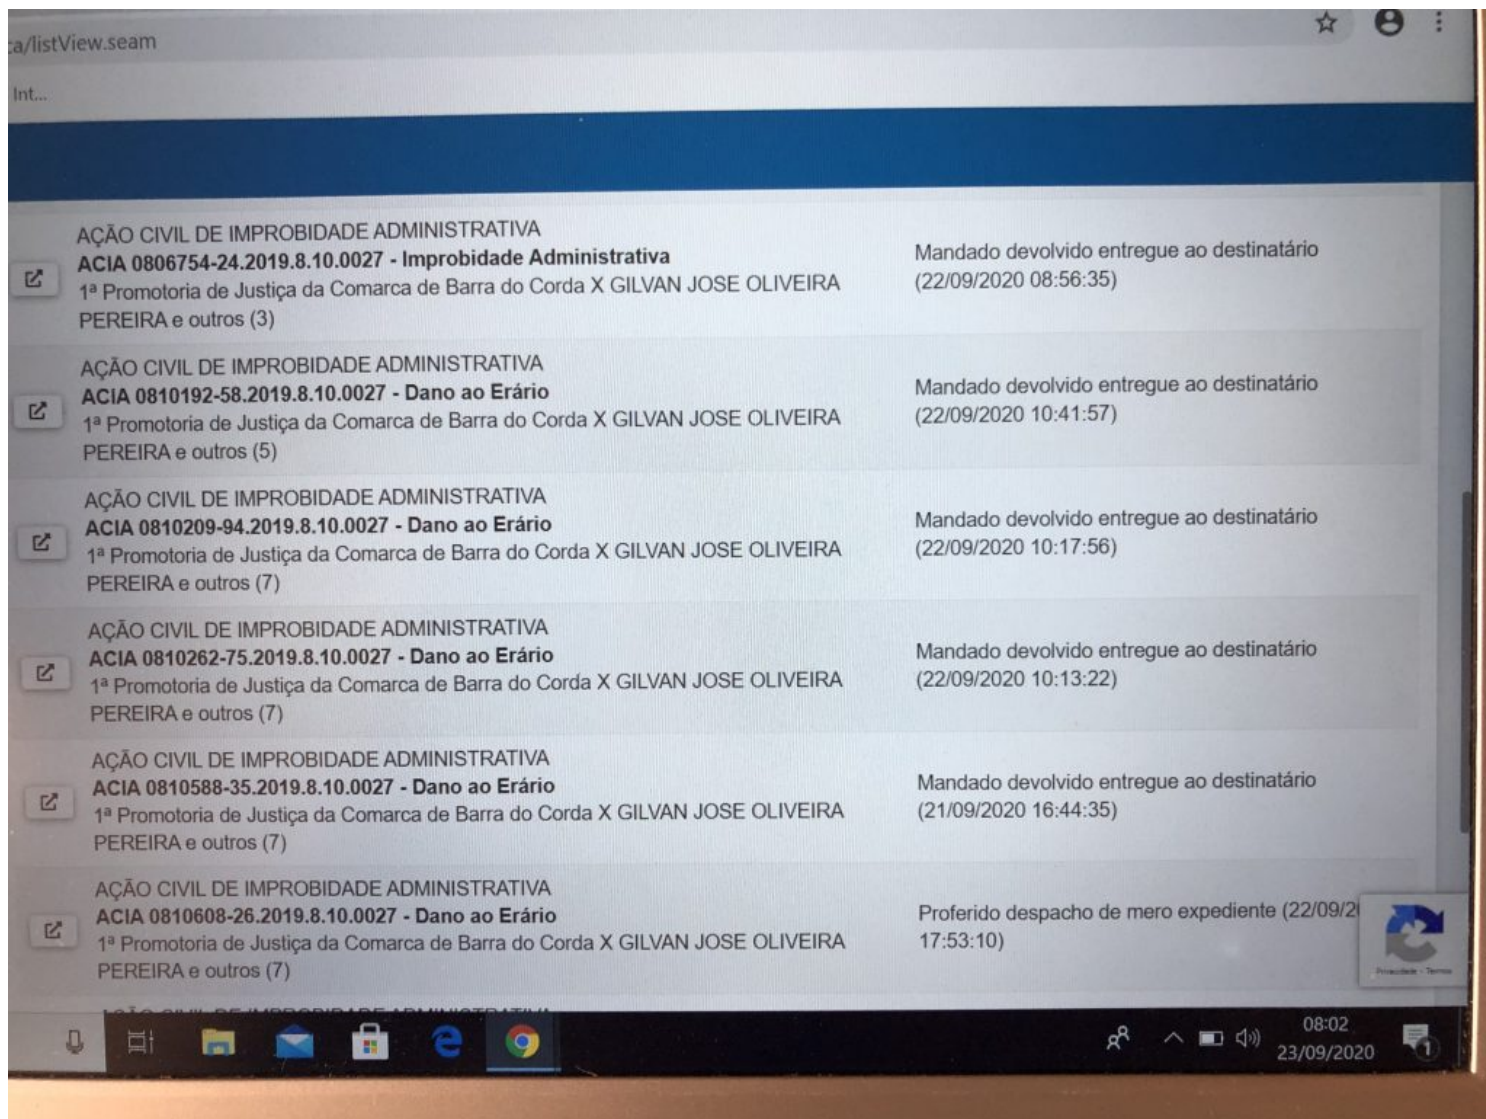 ca/listView.seam
Int...
AÇÃO CIVIL DE IMPROBIDADE ADMINISTRATIVA
ACIA 0806754-24.2019.8.10.0027 - Improbidade Administrativa
1ª Promotoria de Justiça da Comarca de Barra do Corda X GILVAN JOSE OLIVEIRA
PEREIRA e outros (3)
Mandado devolvido entregue ao destinatário
(22/09/2020 08:56:35)
AÇÃO CIVIL DE IMPROBIDADE ADMINISTRATIVA
ACIA 0810192-58.2019.8.10.0027 - Dano ao Erário
1ª Promotoria de Justiça da Comarca de Barra do Corda X GILVAN JOSE OLIVEIRA
PEREIRA e outros (5)
Mandado devolvido entregue ao destinatário
(22/09/2020 10:41:57)
AÇÃO CIVIL DE IMPROBIDADE ADMINISTRATIVA
ACIA 0810209-94.2019.8.10.0027 - Dano ao Erário
1ª Promotoria de Justiça da Comarca de Barra do Corda X GILVAN JOSE OLIVEIRA
PEREIRA e outros (7)
Mandado devolvido entregue ao destinatário
(22/09/2020 10:17:56)
AÇÃO CIVIL DE IMPROBIDADE ADMINISTRATIVA
ACIA 0810262-75.2019.8.10.0027 - Dano ao Erário
1ª Promotoria de Justiça da Comarca de Barra do Corda X GILVAN JOSE OLIVEIRA
PEREIRA e outros (7)
Mandado devolvido entregue ao destinatário
(22/09/2020 10:13:22)
AÇÃO CIVIL DE IMPROBIDADE ADMINISTRATIVA
ACIA 0810588-35.2019.8.10.0027 - Dano ao Erário
1ª Promotoria de Justiça da Comarca de Barra do Corda X GILVAN JOSE OLIVEIRA
PEREIRA e outros (7)
Mandado devolvido entregue ao destinatário
(21/09/2020 16:44:35)
AÇÃO CIVIL DE IMPROBIDADE ADMINISTRATIVA
ACIA 0810608-26.2019.8.10.0027 - Dano ao Erário
1ª Promotoria de Justiça da Comarca de Barra do Corda X GILVAN JOSE OLIVEIRA
PEREIRA e outros (7)
Proferido despacho de mero expediente (22/09/2
17:53:10)
Privacidade - Termos
AÇÃO CIVIL DE IMPROBIDADE ADMINISTRATIVA
08:02
23/09/2020
1